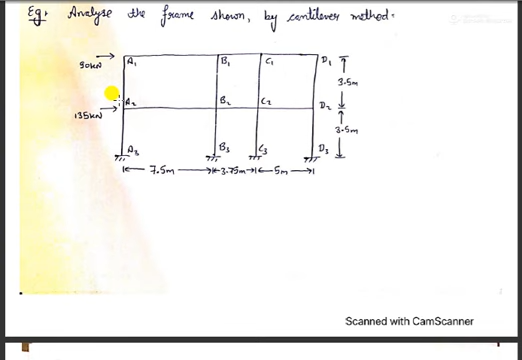 Eg:- Analyse the frame shown, by cantilever method.
90kN A1 B1 C1 D1
3.5m
135kN A2 B2 C2 D2
3.5m
A3 B3 C3 D3
7.5m 3.75m 5m
Scanned with CamScanner